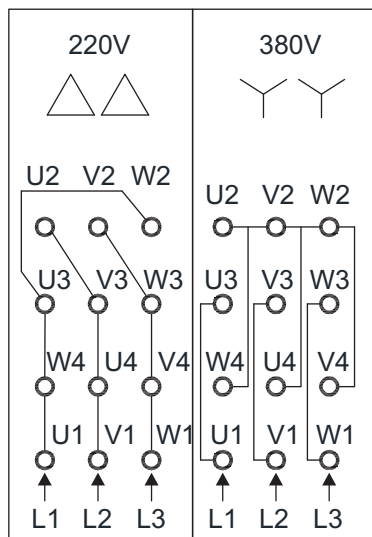 220V 380V
U2 V2 W2 U2 V2 W2
U3 V3 W3 U3 V3 W3
W4 U4 V4 W4 U4 V4
U1 V1 W1 U1 V1 W1
L1 L2 L3 L1 L2 L3